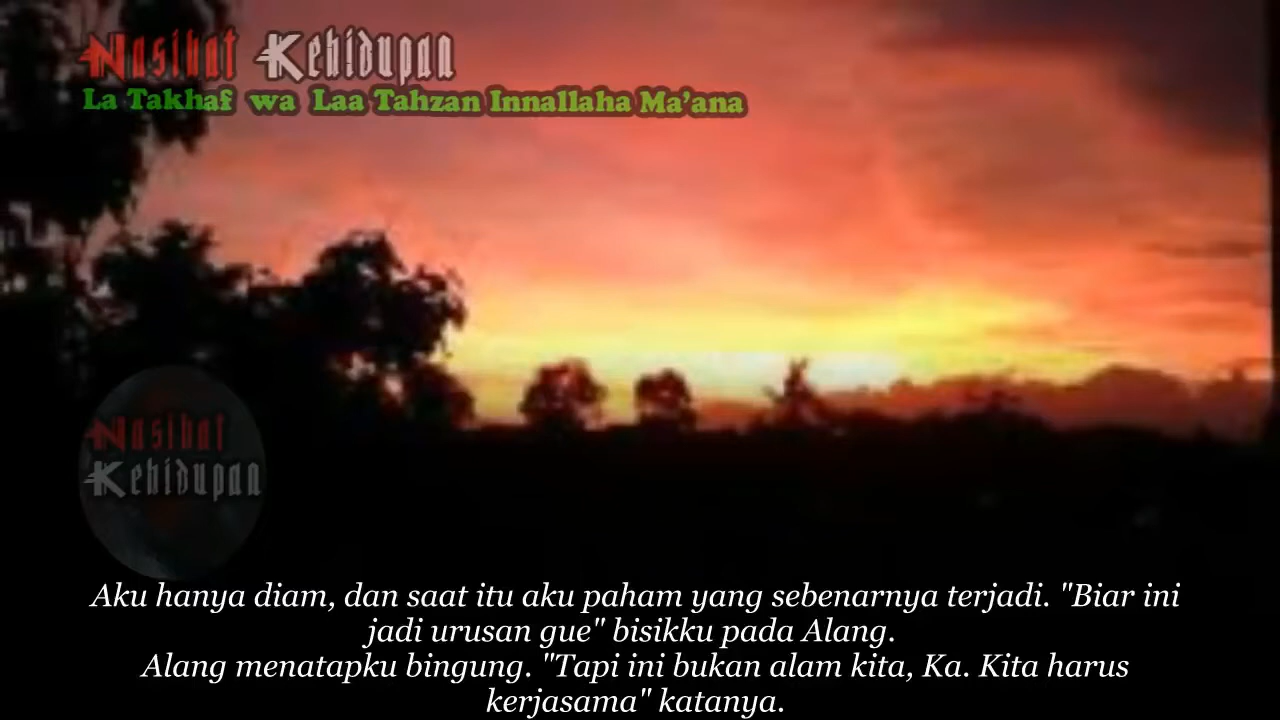 Nasihat Kehidupan
La Takhaf wa Laa Tahzan Innallaha Ma'ana
Nasihat
Kehidupan
Aku hanya diam, dan saat itu aku paham yang sebenarnya terjadi. "Biar ini
jadi urusan gue" bisikku pada Alang.
Alang menatapku bingung. "Tapi ini bukan alam kita, Ka. Kita harus
kerjasama" katanya.